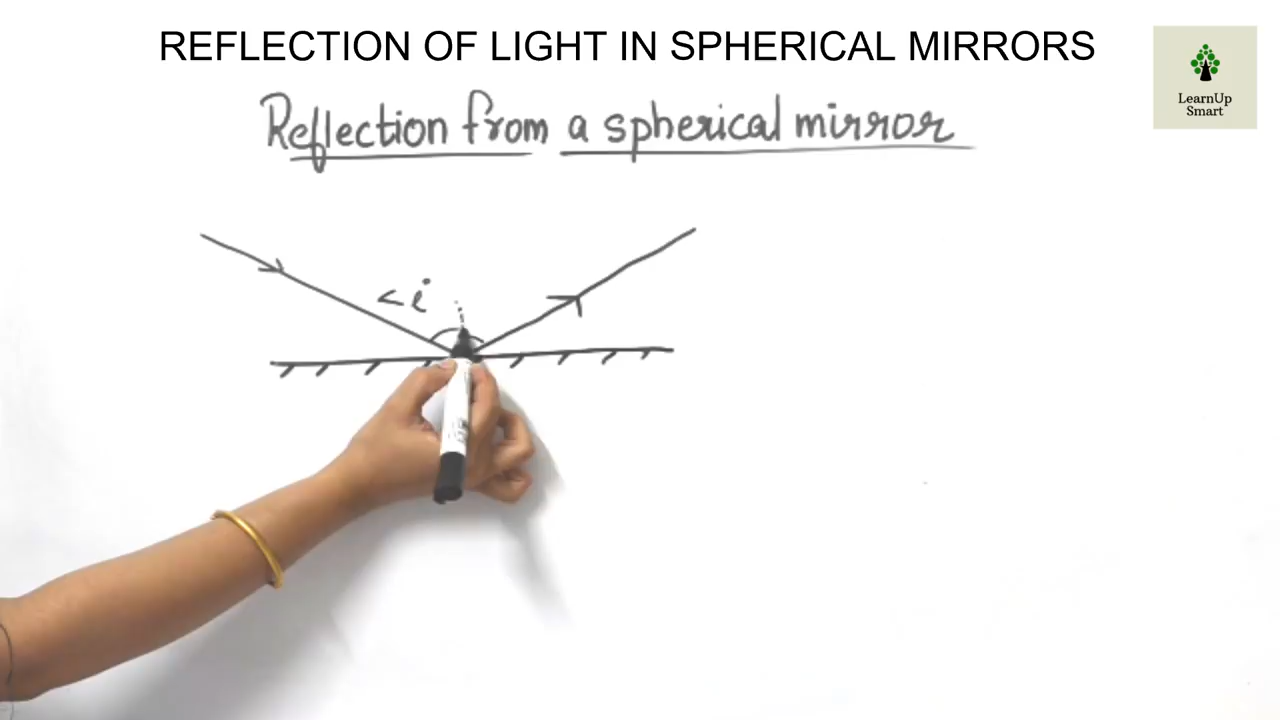 REFLECTION OF LIGHT IN SPHERICAL MIRRORS
LearnUp
Smart
Reflection from a spherical mirror
<i